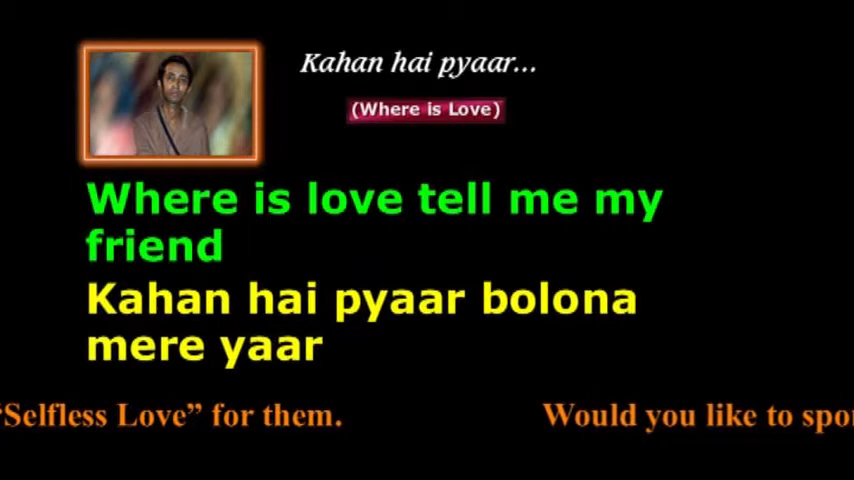 Kahan hai pyaar...
(Where is Love)
Where is love tell me my
friend
Kahan hai pyaar bolona
mere yaar
“Selfless Love” for them. Would you like to spo